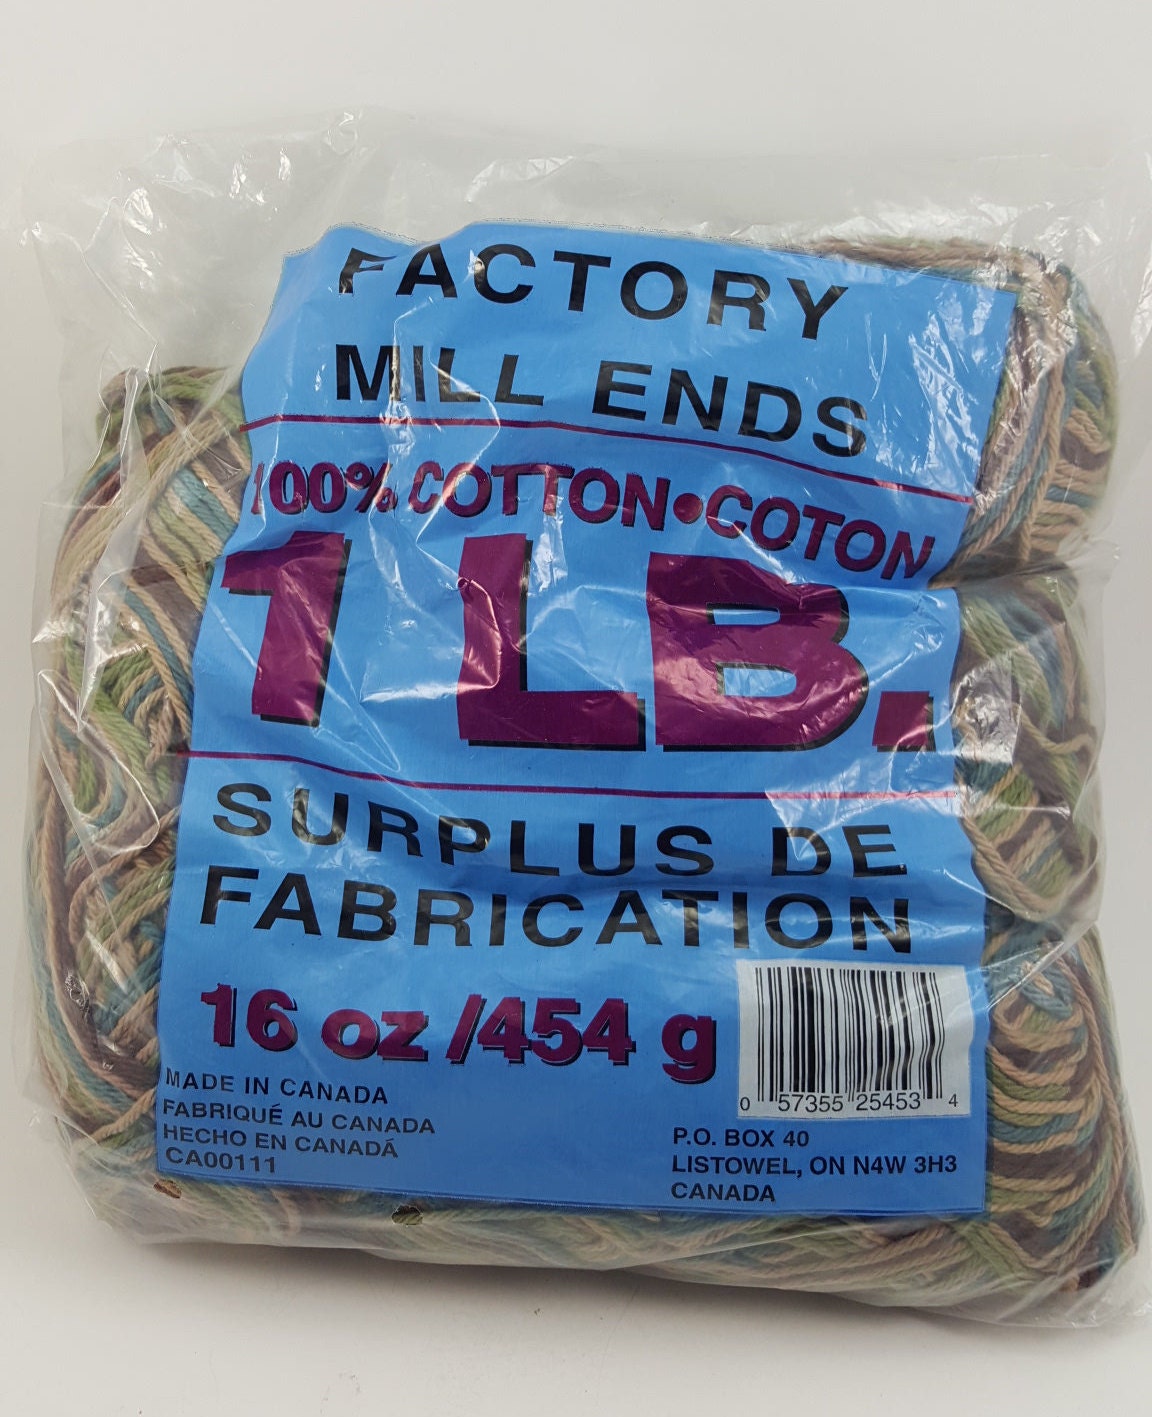 FACTORY
MILL ENDS
100% COTTON•COTON
1 LB.
SURPLUS DE
FABRICATION
16 oz /454 g
0 57355 25453 4
MADE IN CANADA
FABRIQUÉ AU CANADA
HECHO EN CANADÁ
CA00111
P.O. BOX 40
LISTOWEL, ON N4W 3H3
CANADA